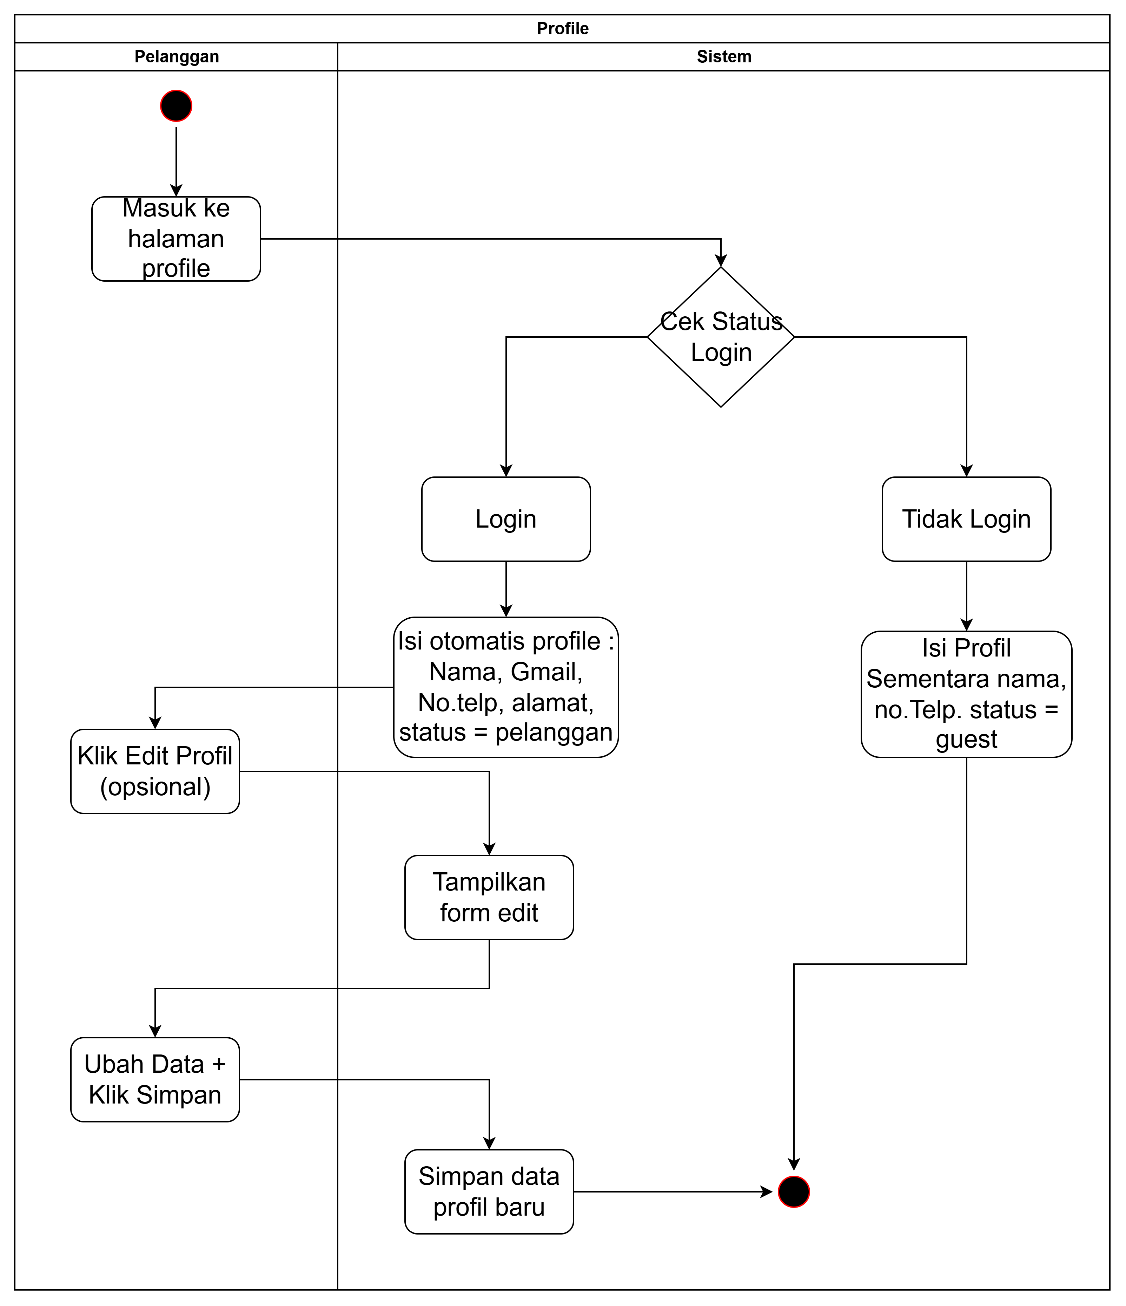 Profile
Pelanggan
Sistem
Masuk ke
halaman
profile
Cek Status
Login
Login
Tidak Login
Isi otomatis profile :
Nama, Gmail,
No.telp, alamat,
status = pelanggan
Isi Profil
Sementara nama,
no.Telp. status =
guest
Klik Edit Profil
(opsional)
Tampilkan
form edit
Ubah Data +
Klik Simpan
Simpan data
profil baru